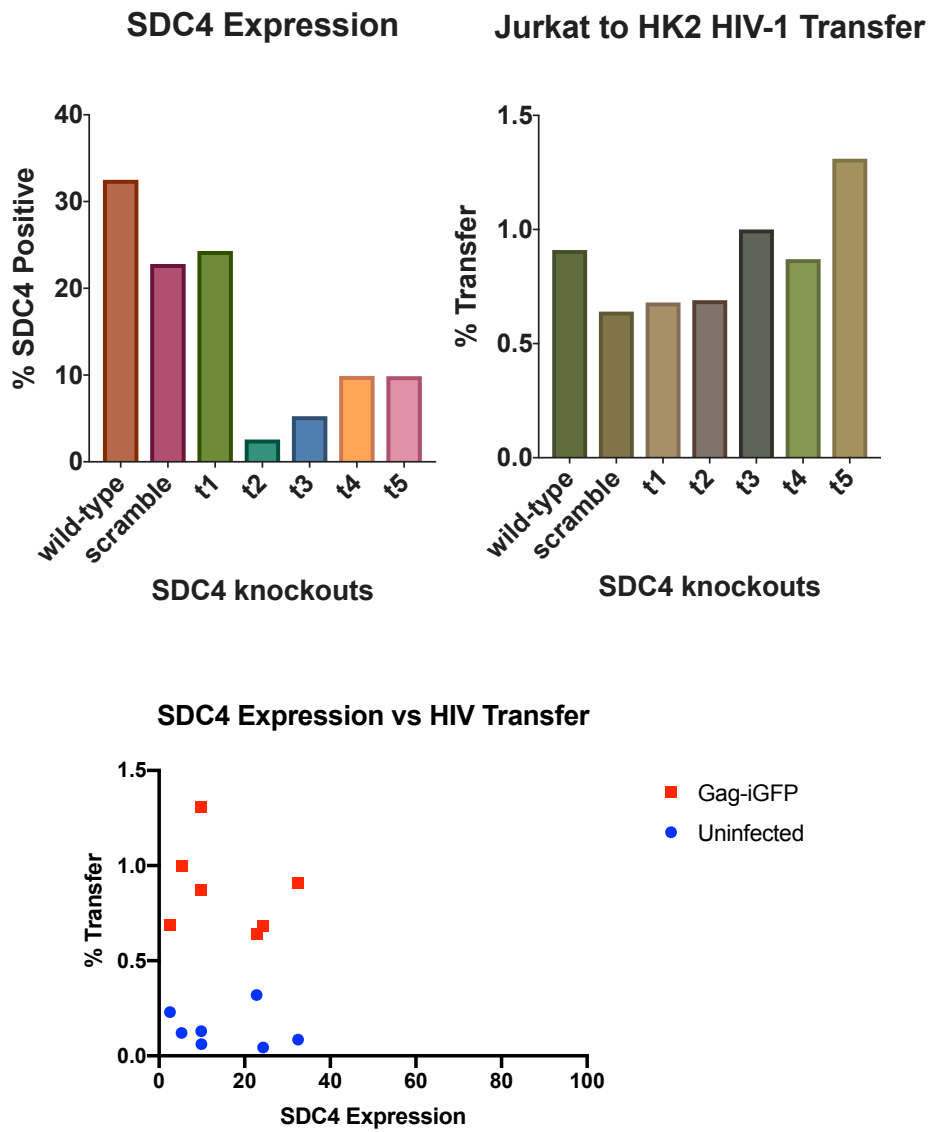 SDC4 Expression
40
30
20
10
0
% SDC4 Positive
wild-type
scramble
t1
t2
t3
t4
t5
SDC4 knockouts
Jurkat to HK2 HIV-1 Transfer
1.5
1.0
0.5
0.0
% Transfer
wild-type
scramble
t1
t2
t3
t4
t5
SDC4 knockouts
SDC4 Expression vs HIV Transfer
1.5
1.0
0.5
0.0
% Transfer
0
20
40
60
80
100
SDC4 Expression
Gag-iGFP
Uninfected